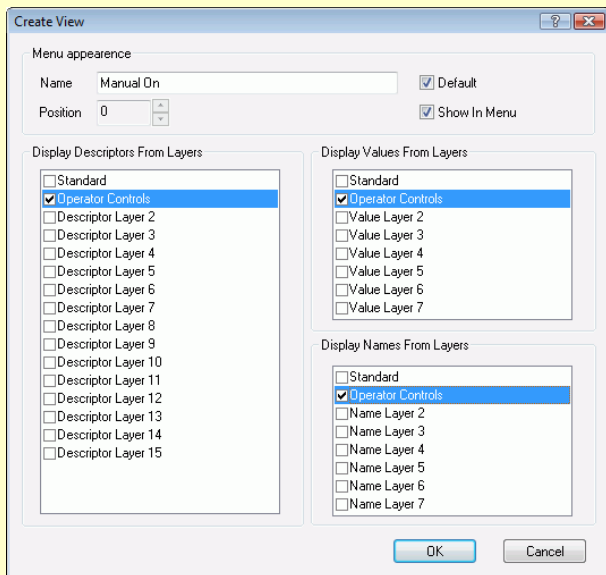 Create View
Menu appearence
Name Manual On Default
Position 0 Show In Menu
Display Descriptors From Layers
Standard
Operator Controls
Descriptor Layer 2
Descriptor Layer 3
Descriptor Layer 4
Descriptor Layer 5
Descriptor Layer 6
Descriptor Layer 7
Descriptor Layer 8
Descriptor Layer 9
Descriptor Layer 10
Descriptor Layer 11
Descriptor Layer 12
Descriptor Layer 13
Descriptor Layer 14
Descriptor Layer 15
Display Values From Layers
Standard
Operator Controls
Value Layer 2
Value Layer 3
Value Layer 4
Value Layer 5
Value Layer 6
Value Layer 7
Display Names From Layers
Standard
Operator Controls
Name Layer 2
Name Layer 3
Name Layer 4
Name Layer 5
Name Layer 6
Name Layer 7
OK Cancel